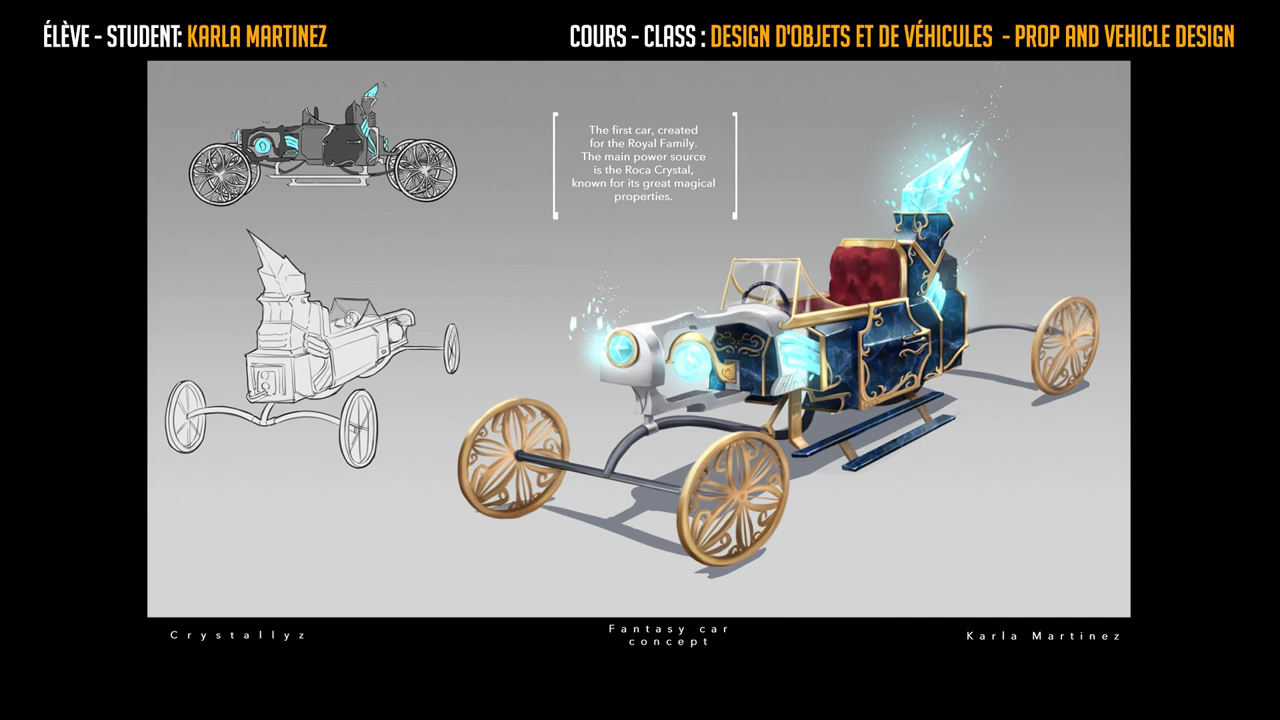 ÉLÈVE - STUDENT: KARLA MARTINEZ
COURS - CLASS : DESIGN D'OBJETS ET DE VÉHICULES - PROP AND VEHICLE DESIGN
The first car, created
for the Royal Family.
The main power source
is the Roca Crystal,
known for its great magical
properties.
Crystallyz
Fantasy car
concept
Karla Martinez